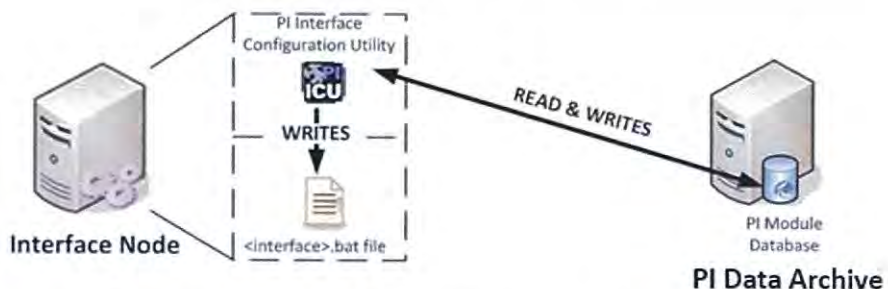 PI Interface
Configuration Utility
PI
ICU
READ & WRITES
WRITES
Interface Node
<interface>.bat file
PI Module
Database
PI Data Archive